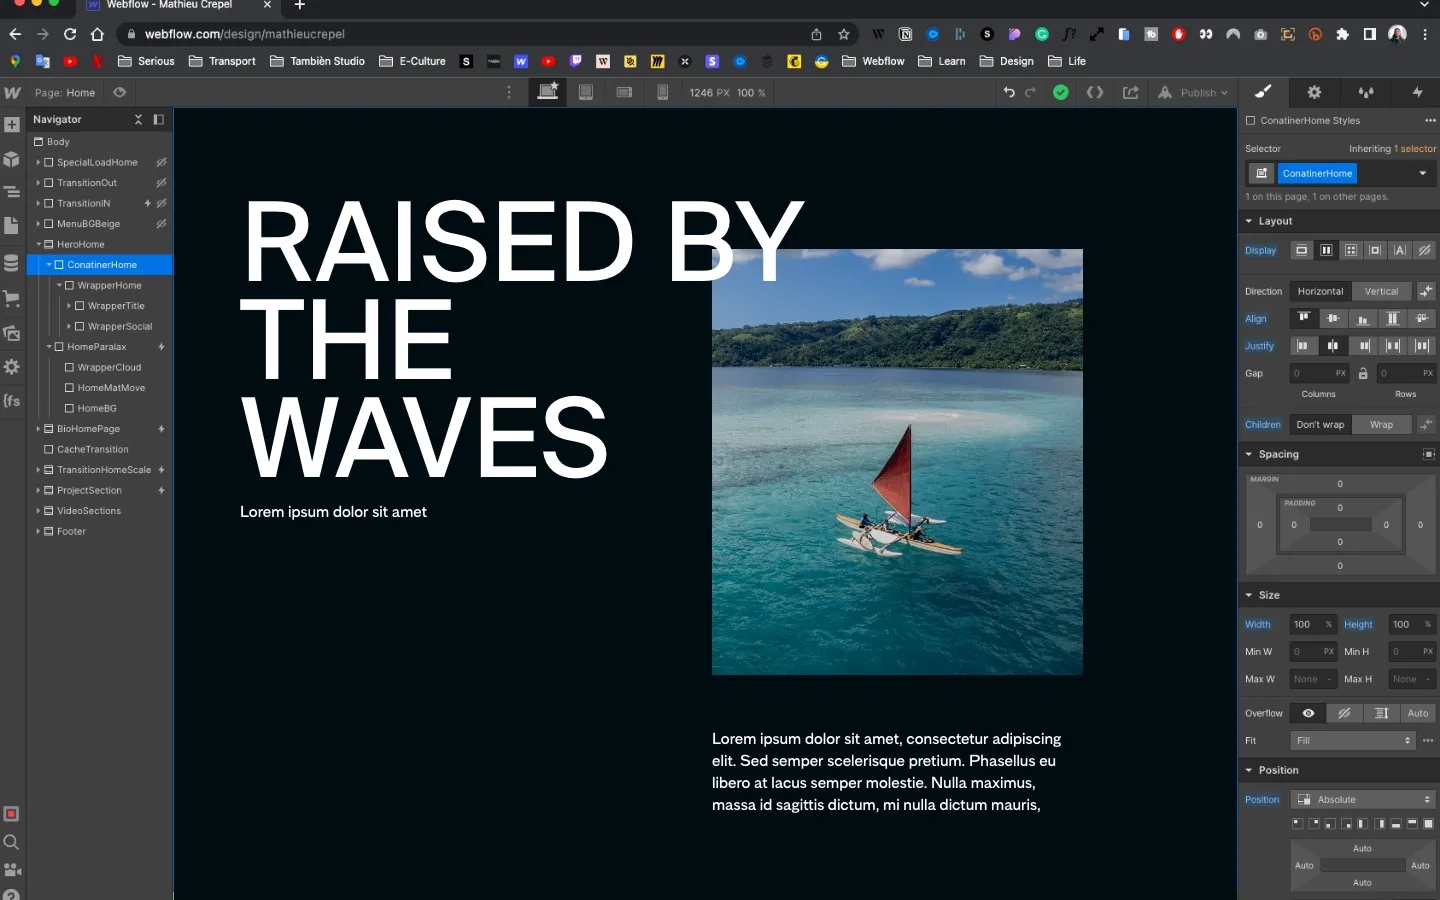 Webflow - Mathieu Crepel
webflow.com/design/mathieucrepel
Serious Transport Tambièn Studio E-Culture Webflow Learn Design Life
Page: Home 1246 PX 100 % Publish
Navigator
Body
SpecialLoadHome
TransitionOut
TransitionIN
MenuBGBeige
HeroHome
ConatinerHome
WrapperHome
WrapperTitle
WrapperSocial
HomeParalax
WrapperCloud
HomeMatMove
HomeBG
BioHomePage
CacheTransition
TransitionHomeScale
ProjectSection
VideoSections
Footer
RAISED BY
THE
WAVES
Lorem ipsum dolor sit amet
Lorem ipsum dolor sit amet, consectetur adipiscing
elit. Sed semper scelerisque pretium. Phasellus eu
libero at lacus semper molestie. Nulla maximus,
massa id sagittis dictum, mi nulla dictum mauris,
ConatinerHome Styles
Selector Inheriting 1 selector
ConatinerHome
1 on this page, 1 on other pages.
Layout
Display
Direction Horizontal Vertical
Align
Justify
Gap 0 PX 0 PX
Columns Rows
Children Don't wrap Wrap
Spacing
MARGIN 0
PADDING 0
0 0 0 0
0
0
Size
Width 100 % Height 100 %
Min W 0 PX Min H 0 PX
Max W None - Max H None -
Overflow Auto
Fit Fill
Position
Position Absolute
Auto
Auto Auto
Auto